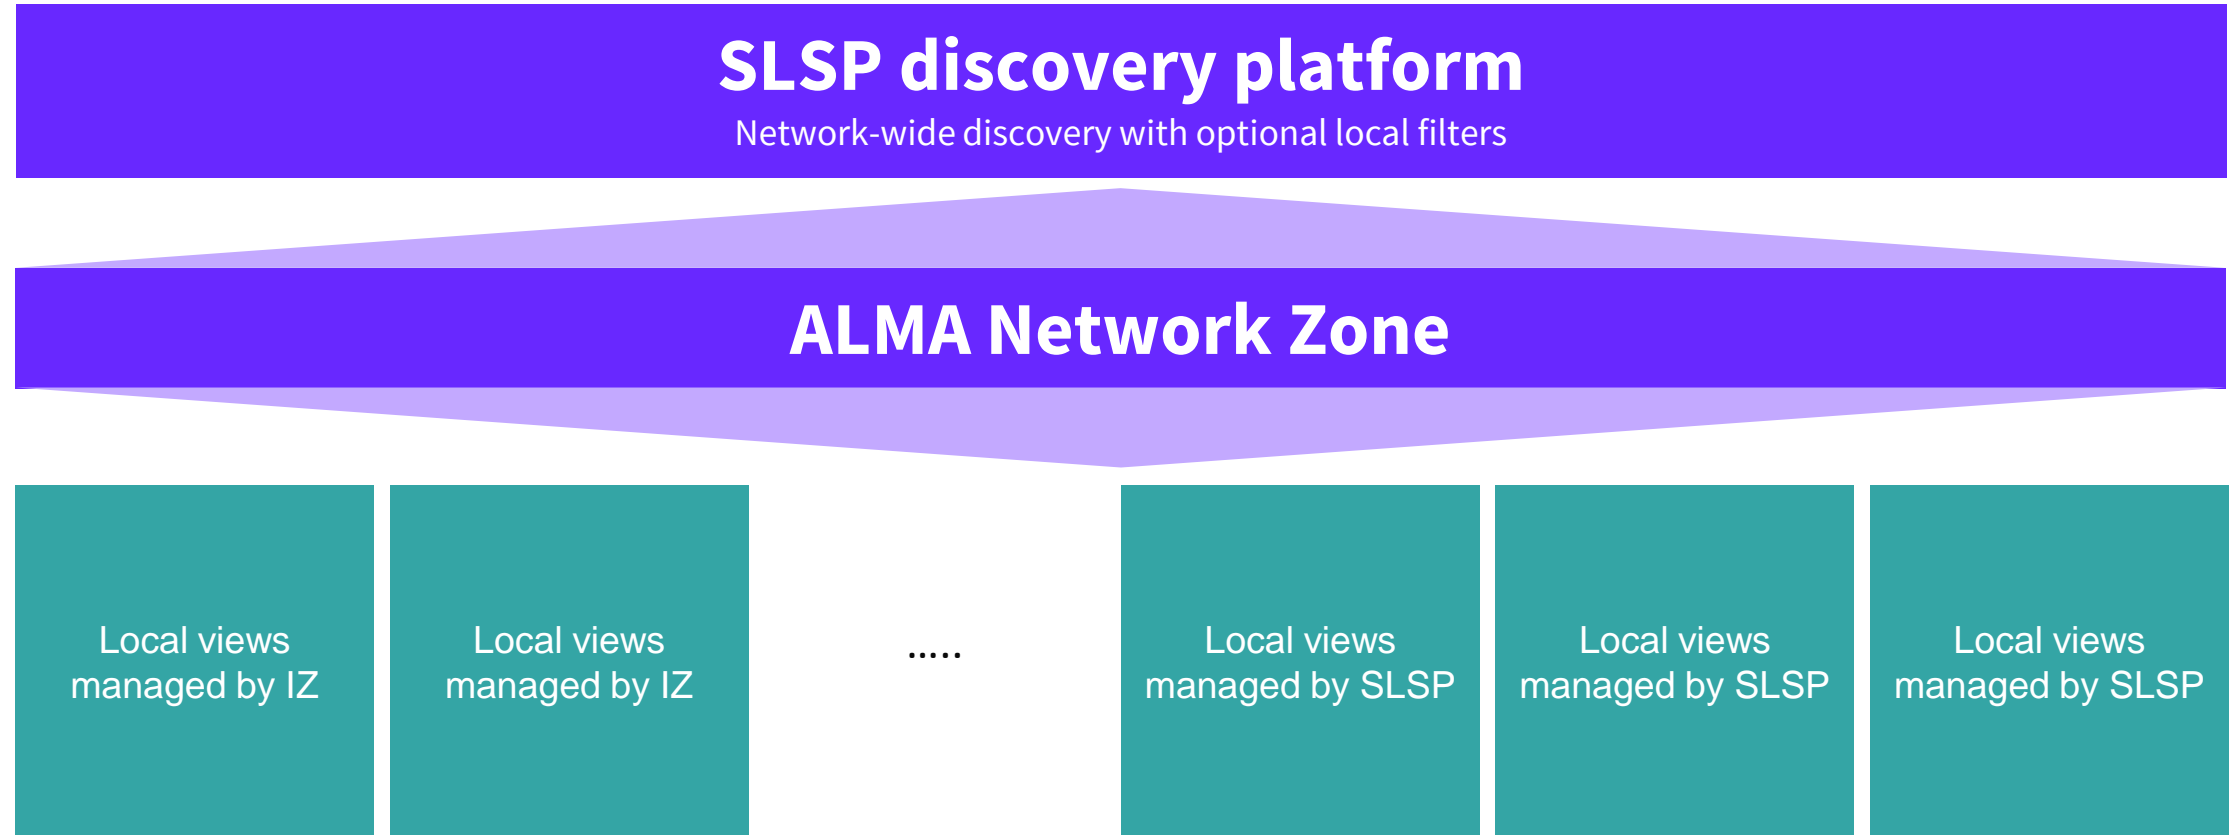 SLSP discovery platform
Network-wide discovery with optional local filters
ALMA Network Zone
Local views
managed by IZ
Local views
managed by IZ
.....
Local views
managed by SLSP
Local views
managed by SLSP
Local views
managed by SLSP